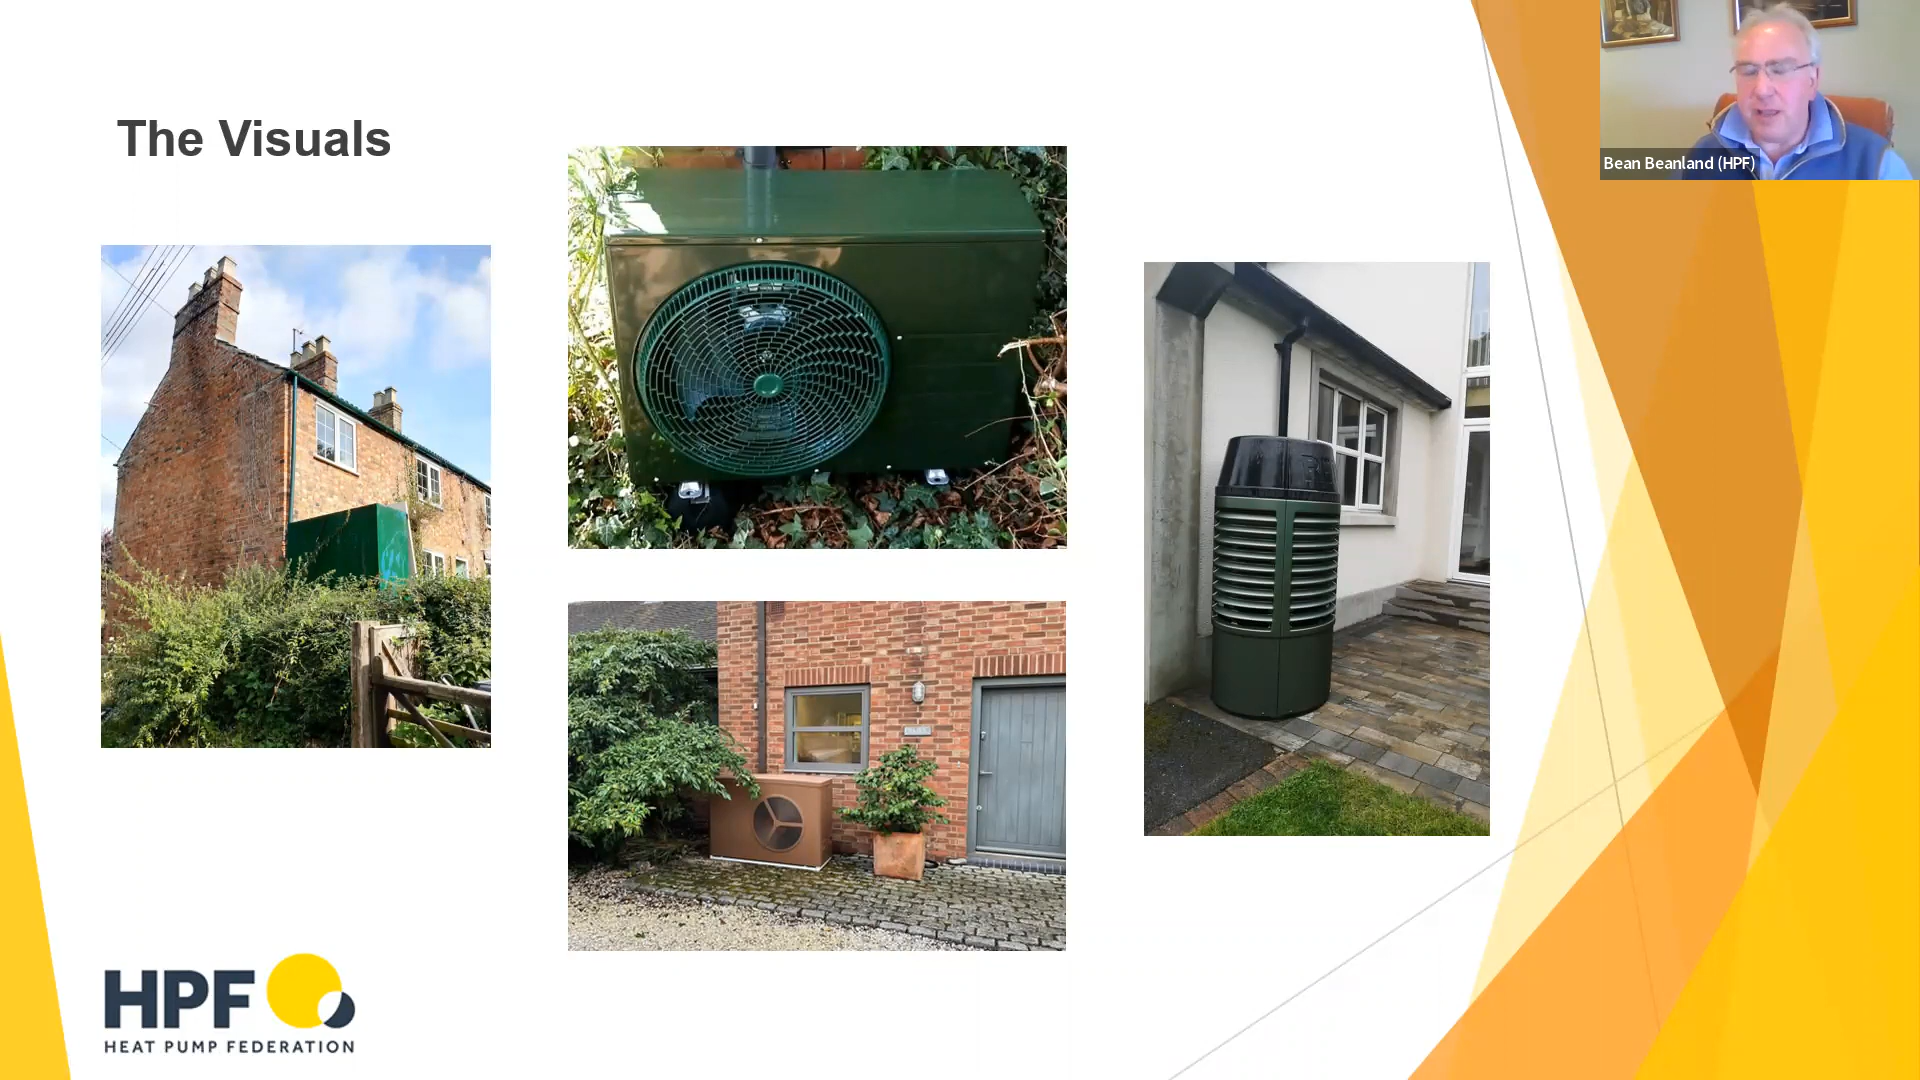 The Visuals
Bean Beanland (HPF)
HPF
HEAT PUMP FEDERATION